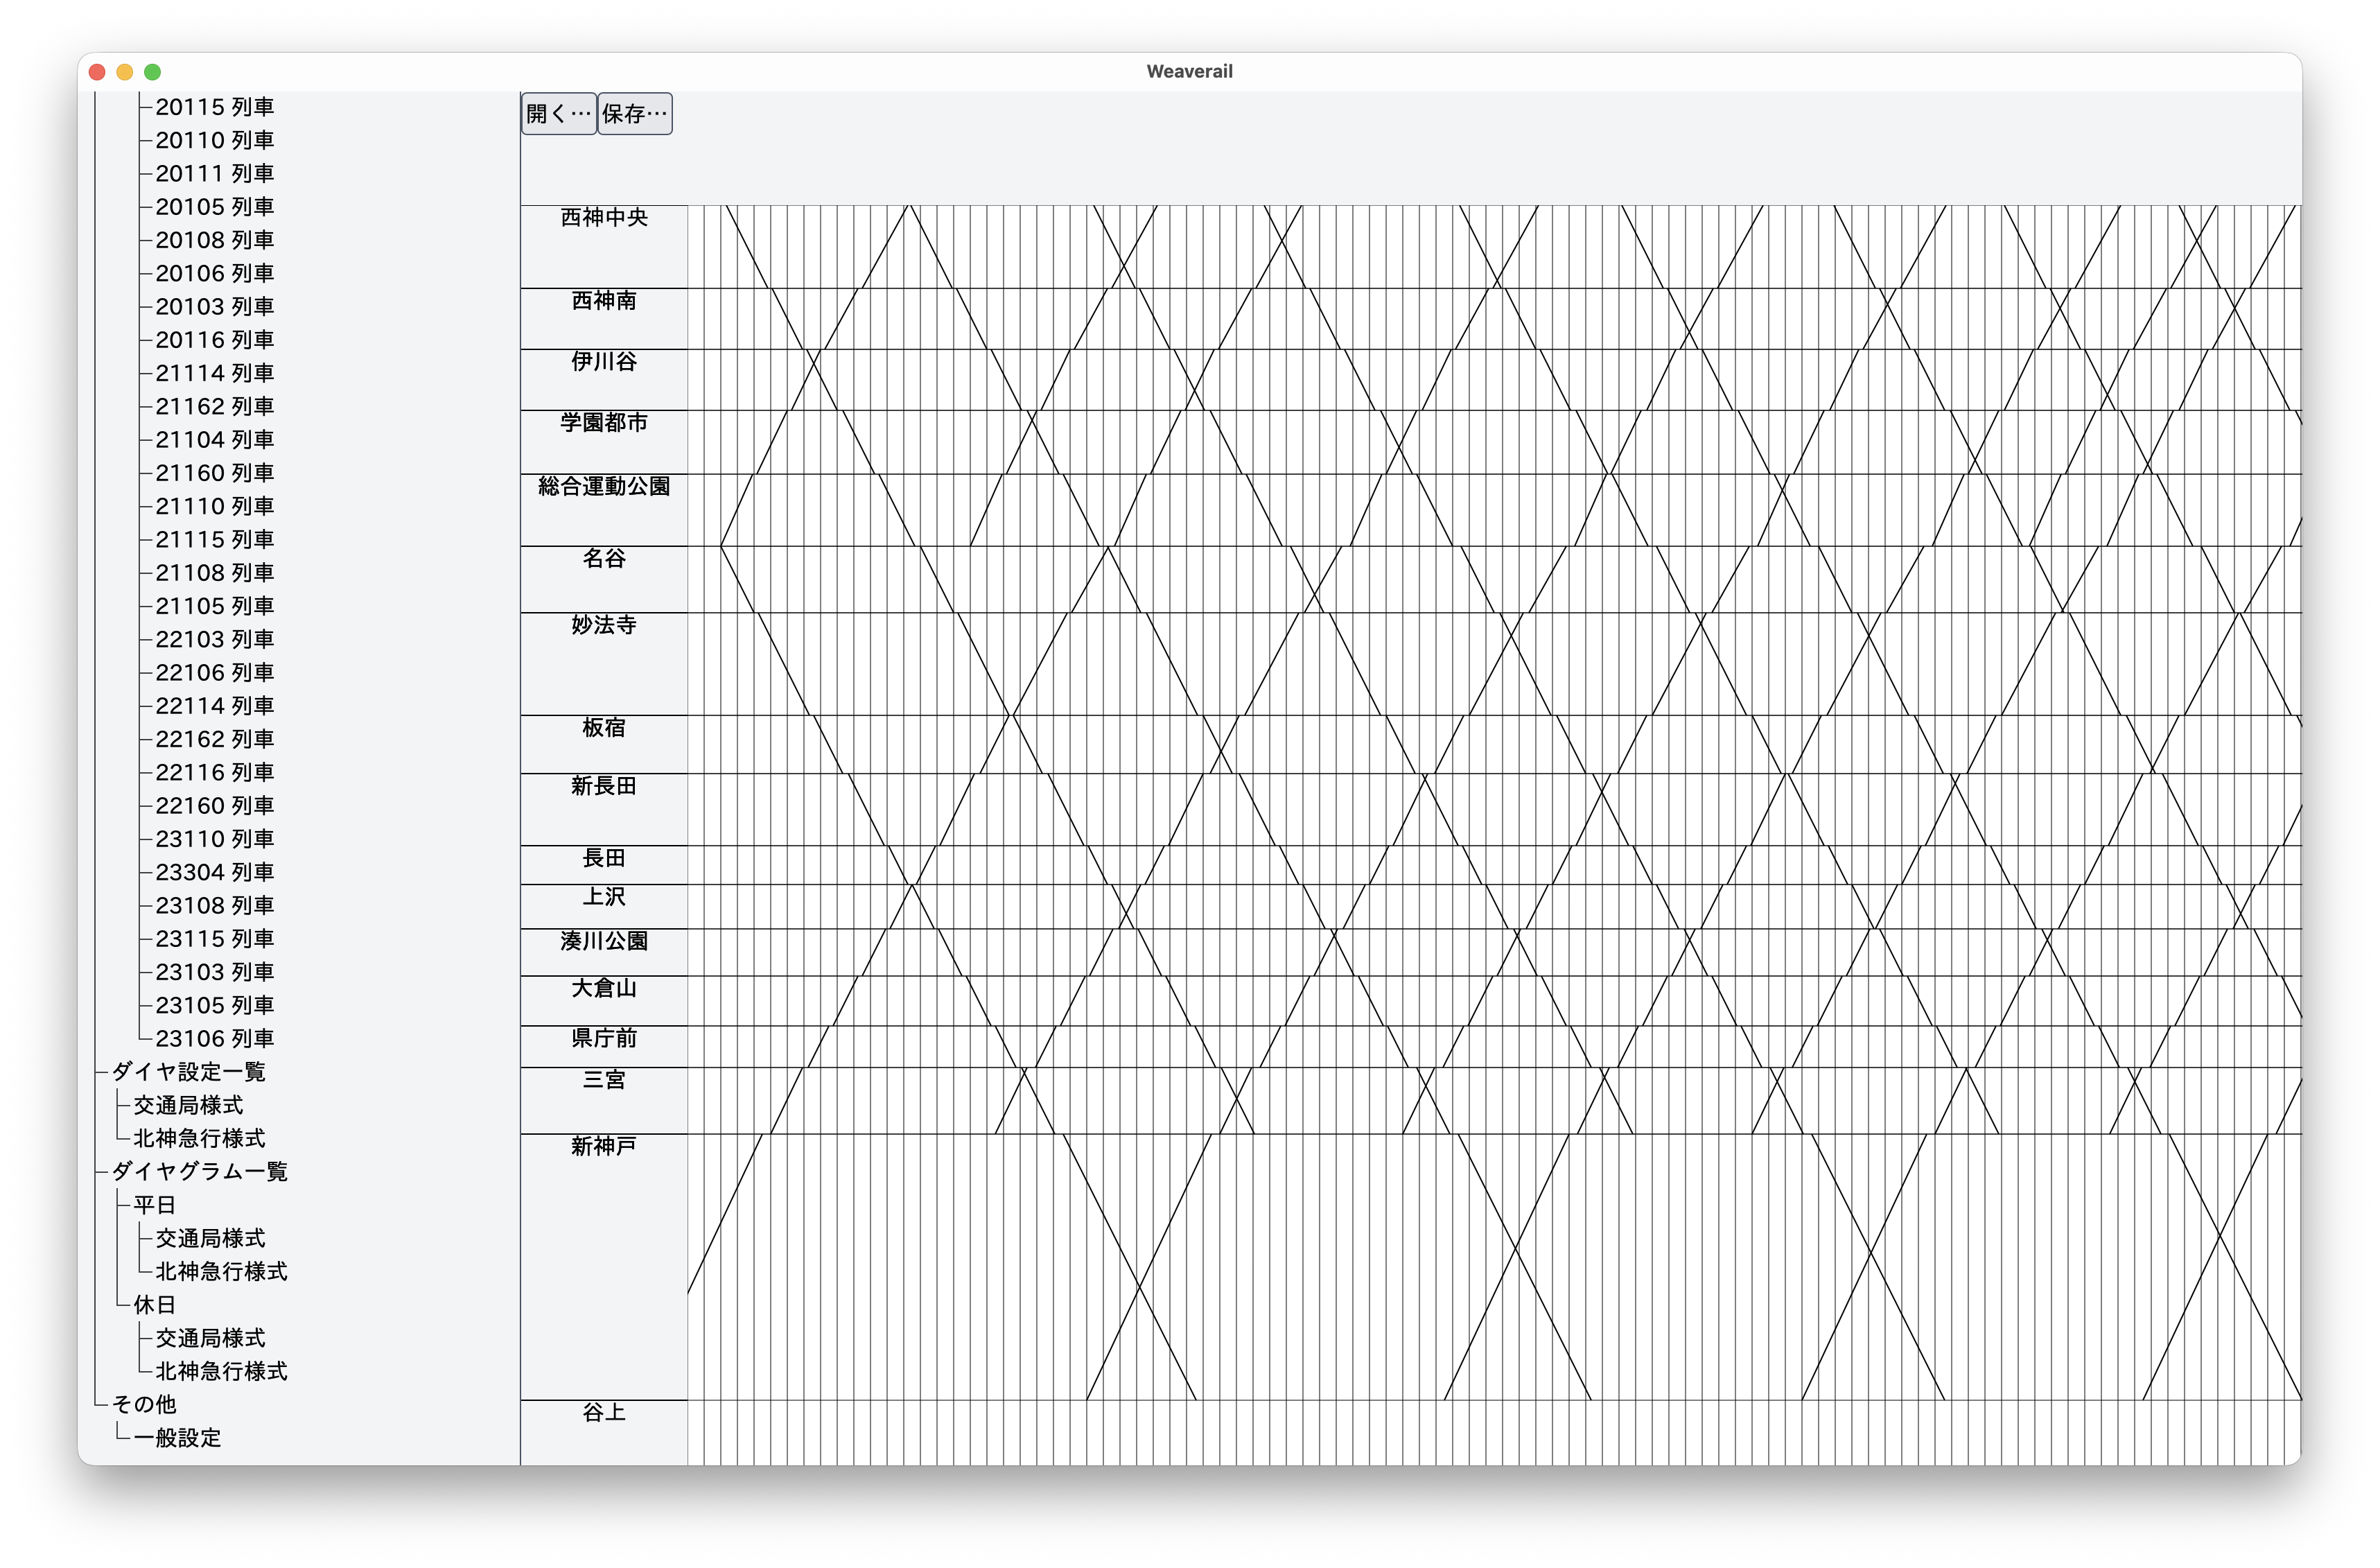 Weaverail
20115 列車
20110 列車
20111 列車
20105 列車
20108 列車
20106 列車
20103 列車
20116 列車
21114 列車
21162 列車
21104 列車
21160 列車
21110 列車
21115 列車
21108 列車
21105 列車
22103 列車
22106 列車
22114 列車
22162 列車
22116 列車
22160 列車
23110 列車
23304 列車
23108 列車
23115 列車
23103 列車
23105 列車
23106 列車
ダイヤ設定一覧
交通局様式
北神急行様式
ダイヤグラム一覧
平日
交通局様式
北神急行様式
休日
交通局様式
北神急行様式
その他
一般設定
開く… 保存…
西神中央
西神南
伊川谷
学園都市
総合運動公園
名谷
妙法寺
板宿
新長田
長田
上沢
湊川公園
大倉山
県庁前
三宮
新神戸
谷上